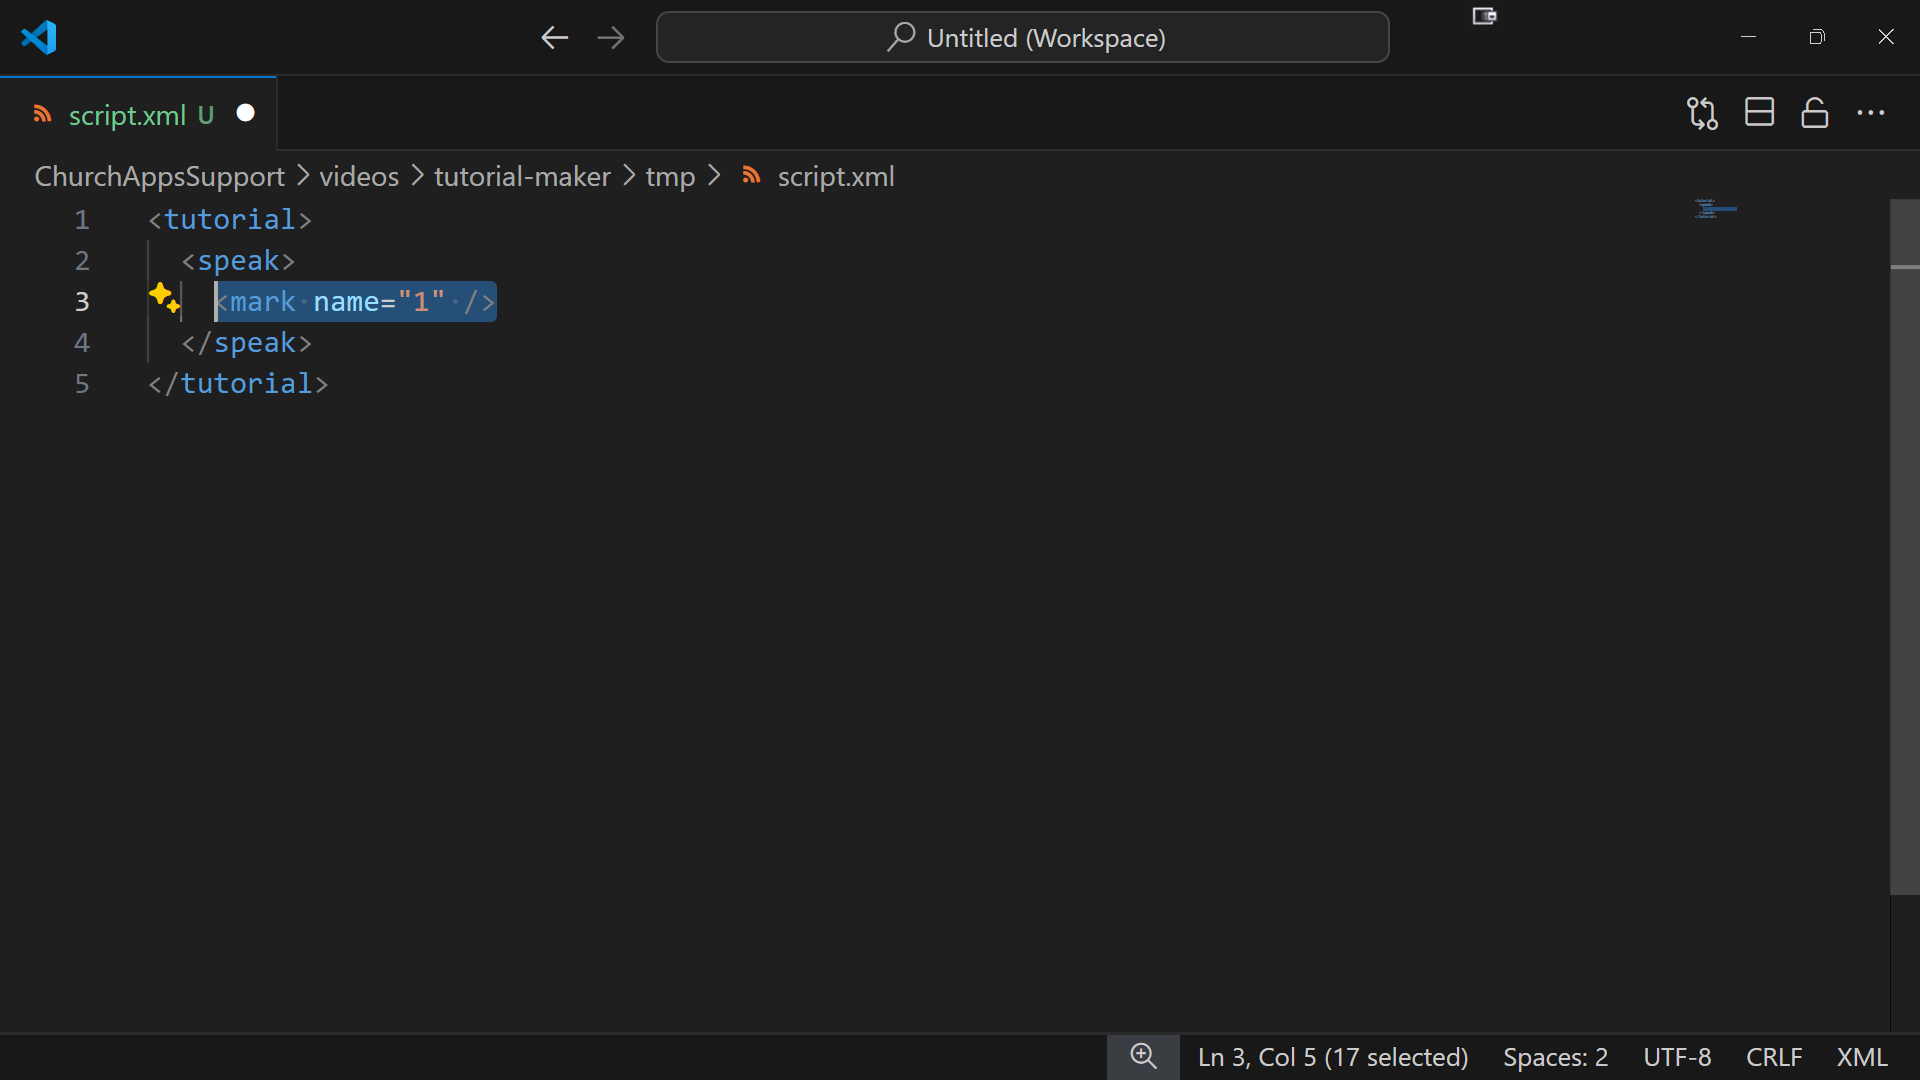 Untitled (Workspace)
script.xml U
ChurchAppsSupport > videos > tutorial-maker > tmp > script.xml
1 <tutorial>
2 <speak>
3 <mark name="1" />
4 </speak>
5 </tutorial>
Ln 3, Col 5 (17 selected) Spaces: 2 UTF-8 CRLF XML